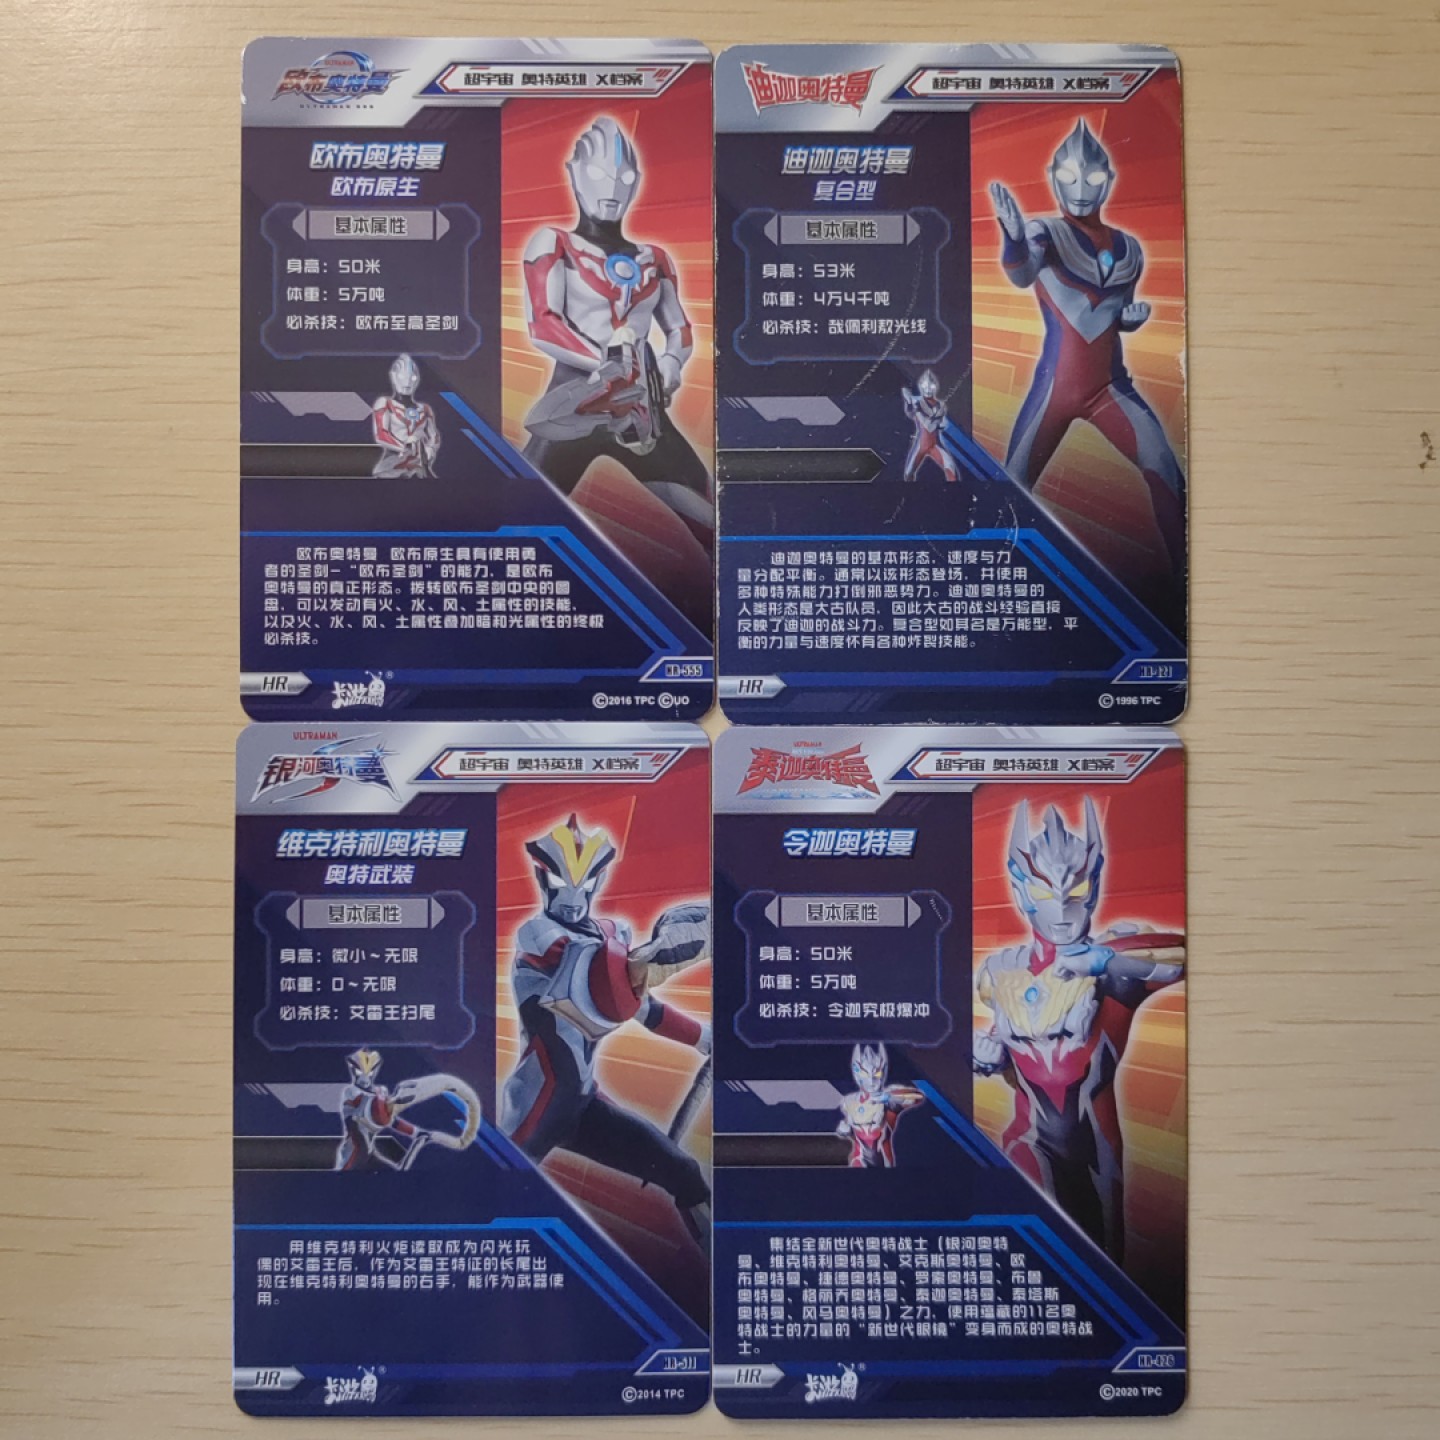 ULTRAMAN
欧布奥特曼
ULTRAMAN ORB
超宇宙 奥特英雄 X档案
欧布奥特曼
欧布原生
基本属性
身高：50米
体重：5万吨
必杀技：欧布至高圣剑
欧布奥特曼 欧布原生具有使用勇
者的圣剑-“欧布圣剑”的能力，是欧布
奥特曼的真正形态。拨转欧布圣剑中央的圆
盘，可以发动有火、水、风、土属性的技能，
以及火、水、风、土属性叠加暗和光属性的终极
必杀技。
HR-555
HR
卡游
©2016 TPC ©UO
迪迦奥特曼
超宇宙 奥特英雄 X档案
迪迦奥特曼
复合型
基本属性
身高：53米
体重：4万4千吨
必杀技：哉佩利敖光线
迪迦奥特曼的基本形态，速度与力
量分配平衡。通常以该形态登场，并使用
多种特殊能力打倒邪恶势力。迪迦奥特曼的
人类形态是大古队员，因此大古的战斗经验直接
反映了迪迦的战斗力。复合型如其名是万能型，平
衡的力量与速度怀有各种炸裂技能。
HR-121
HR
©1996 TPC
ULTRAMAN
银河奥特曼
超宇宙 奥特英雄 X档案
维克特利奥特曼
奥特武装
基本属性
身高：微小~无限
体重：0~无限
必杀技：艾雷王扫尾
用维克特利火炬读取成为闪光玩
偶的艾雷王后，作为艾雷王特征的长尾出
现在维克特利奥特曼的右手，能作为武器使
用。
HR-511
HR
卡游
©2014 TPC
ULTRAMAN
泰迦奥特曼
超宇宙 奥特英雄 X档案
令迦奥特曼
基本属性
身高：50米
体重：5万吨
必杀技：令迦究极爆冲
集结全新世代奥特战士（银河奥特
曼、维克特利奥特曼、艾克斯奥特曼、欧
布奥特曼、捷德奥特曼、罗索奥特曼、布鲁
奥特曼、格丽乔奥特曼、泰迦奥特曼、泰塔斯
奥特曼、风马奥特曼）之力，使用蕴藏的11名奥
特战士的力量的“新世代眼镜”变身而成的奥特战
士。
HR-426
HR
卡游
©2020 TPC